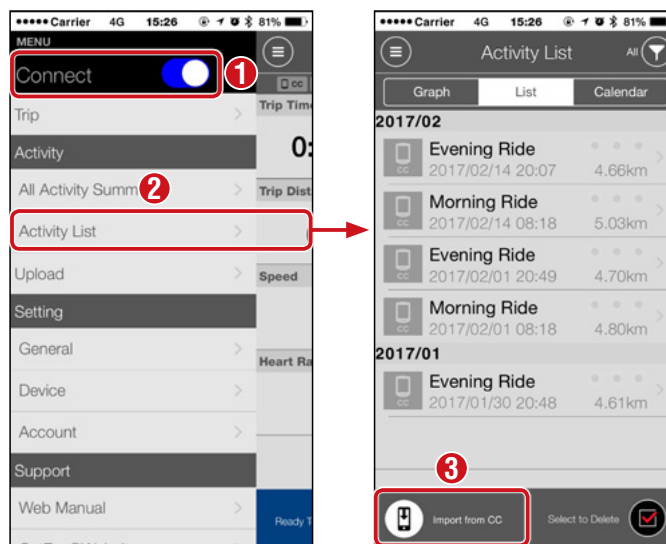 Carrier 4G 15:26 81%
MENU
Connect
1
Trip
Activity
All Activity Summ
2
Activity List
Upload
Setting
General
Device
Account
Support
Web Manual
CC
Trip Time
0:
Trip Dist
Speed
Heart Ra
Ready T
Carrier 4G 15:26 81%
Activity List
All
Graph List Calendar
2017/02
CC
Evening Ride
2017/02/14 20:07 4.66km
CC
Morning Ride
2017/02/14 08:18 5.03km
CC
Evening Ride
2017/02/01 20:49 4.70km
CC
Morning Ride
2017/02/01 08:18 4.80km
2017/01
CC
Evening Ride
2017/01/30 20:48 4.61km
3
Import from CC
Select to Delete